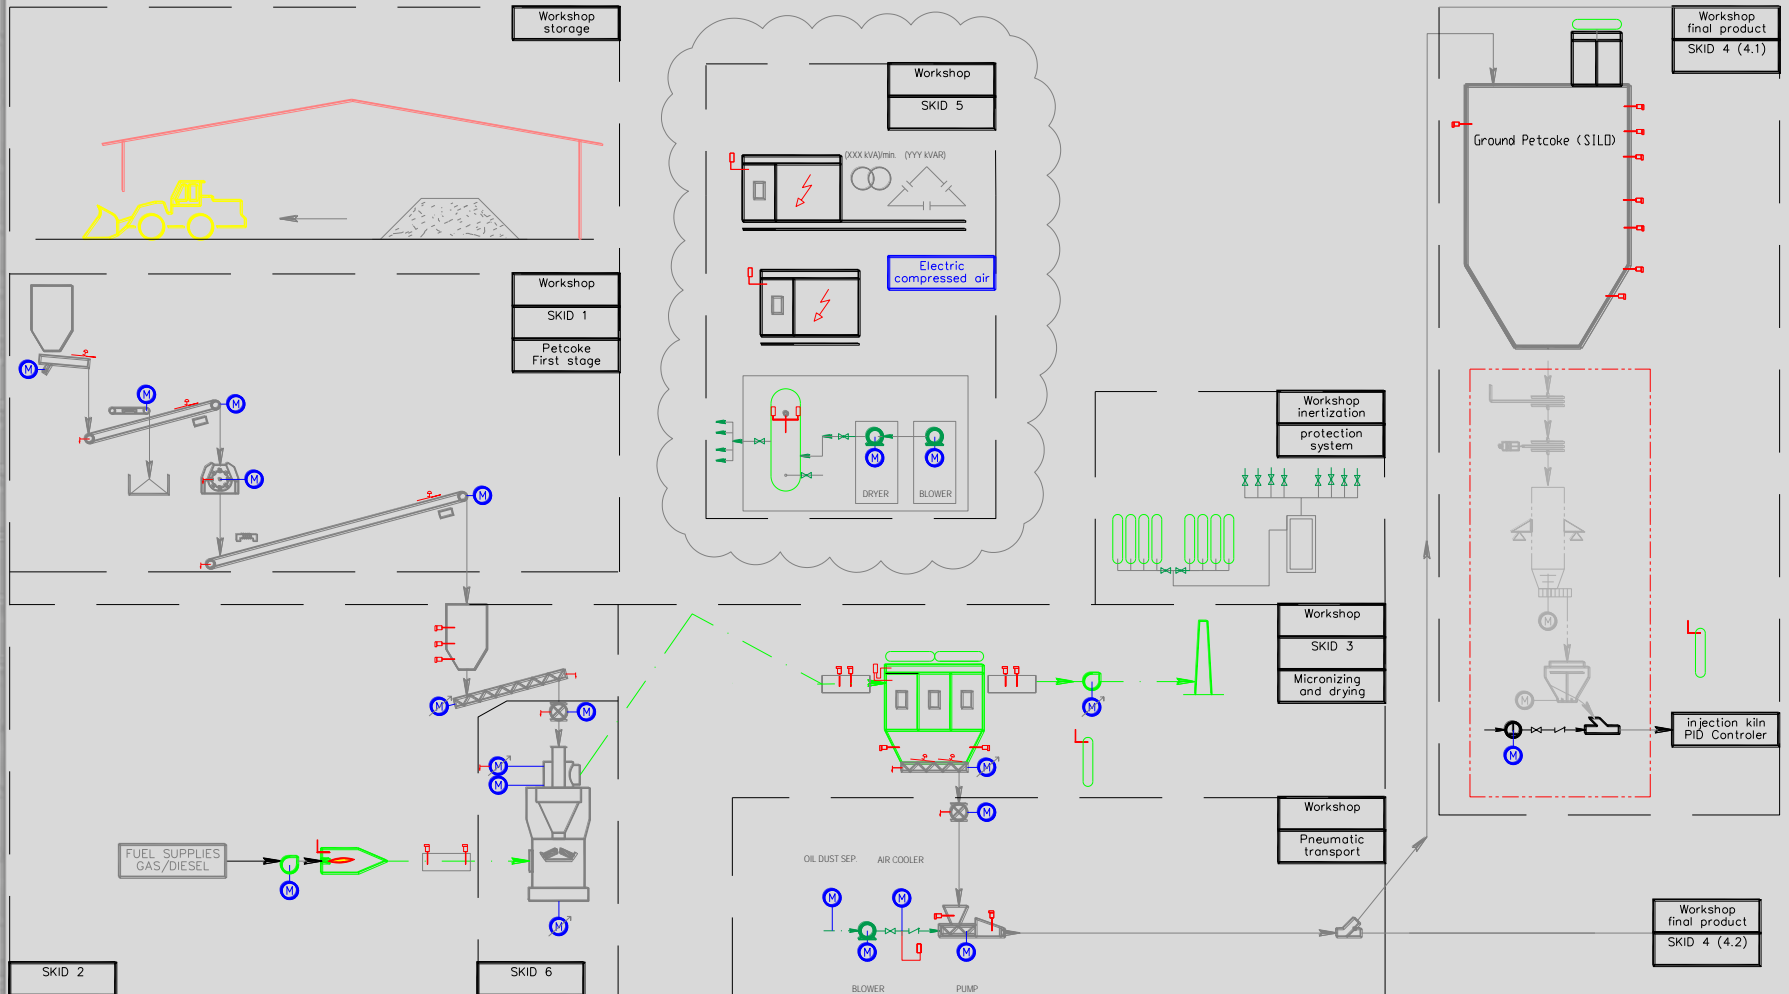 Workshop
storage
Workshop
SKID 5
(XXX kVA)/min.
(YYY kVAR)
Electric
compressed air
DRYER
BLOWER
M
M
Workshop
final product
SKID 4 (4.1)
Ground Petcoke (SILO)
Workshop
SKID 1
Petcoke
First stage
M
M
M
M
M
Workshop
inertization
protection
system
M
M
injection kiln
PID Controler
M
Workshop
SKID 3
Micronizing
and drying
M
M
M
M
M
M
M
M
FUEL SUPPLIES
GAS/DIESEL
M
M
Workshop
Pneumatic
transport
OIL DUST SEP.
AIR COOLER
M
M
M
M
BLOWER
PUMP
Workshop
final product
SKID 4 (4.2)
SKID 2
SKID 6